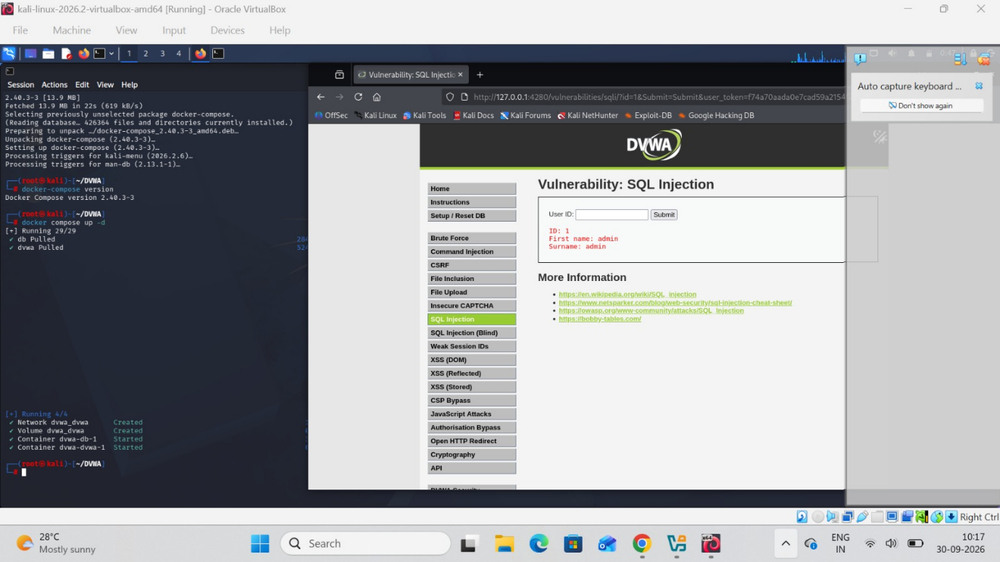 kali-linux-2026.2-virtualbox-amd64 [Running] - Oracle VirtualBox
File Machine View Input Devices Help
1 2 3 4
Session Actions Edit View Help
2.40.3-3 [13.9 MB]
Fetched 13.9 MB in 22s (619 kB/s)
Selecting previously unselected package docker-compose.
(Reading database… 426364 files and directories currently installed.)
Preparing to unpack …/docker-compose_2.40.3-3_amd64.deb…
Unpacking docker-compose (2.40.3-3)…
Setting up docker-compose (2.40.3-3)…
Processing triggers for kali-menu (2026.2.6)…
Processing triggers for man-db (2.13.1-1)…
(root㉿kali)-[~/DVWA]
# docker-compose version
Docker Compose version 2.40.3-3
(root㉿kali)-[~/DVWA]
# docker compose up -d
[+] Running 29/29
✔ db Pulled 284
✔ dvwa Pulled 524
[+] Running 4/4
✔ Network dvwa_dvwa Created
✔ Volume dvwa_dvwa Created
✔ Container dvwa-db-1 Started
✔ Container dvwa-dvwa-1 Started
(root㉿kali)-[~/DVWA]
#
Vulnerability: SQL Injectio
http://127.0.0.1:4280/vulnerabilities/sqli/?id=1&Submit=Submit&user_token=f74a70aada0e7cad59a2154
OffSec Kali Linux Kali Tools Kali Docs Kali Forums Kali NetHunter Exploit-DB Google Hacking DB
DVWA
Home
Instructions
Setup / Reset DB
Brute Force
Command Injection
CSRF
File Inclusion
File Upload
Insecure CAPTCHA
SQL Injection
SQL Injection (Blind)
Weak Session IDs
XSS (DOM)
XSS (Reflected)
XSS (Stored)
CSP Bypass
JavaScript Attacks
Authorisation Bypass
Open HTTP Redirect
Cryptography
API
DVWA Security
Vulnerability: SQL Injection
User ID: Submit
ID: 1
First name: admin
Surname: admin
More Information
https://en.wikipedia.org/wiki/SQL_injection
https://www.netsparker.com/blog/web-security/sql-injection-cheat-sheet/
https://owasp.org/www-community/attacks/SQL_Injection
https://bobby-tables.com/
Auto capture keyboard ...
Don't show again
Right Ctrl
28°C
Mostly sunny
Search
ENG
IN
10:17
30-09-2026